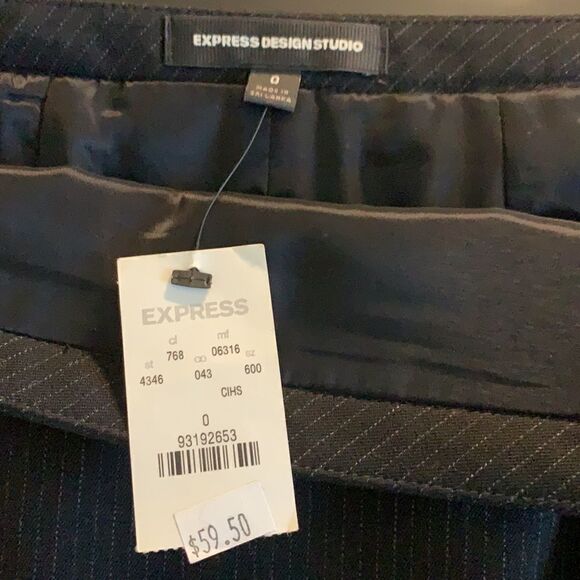 EXPRESS DESIGN STUDIO
0
MADE IN
SRI LANKA
EXPRESS
cl mf
st 768 co 06316 sz
4346 043 600
CIHS
0
93192653
$59.50